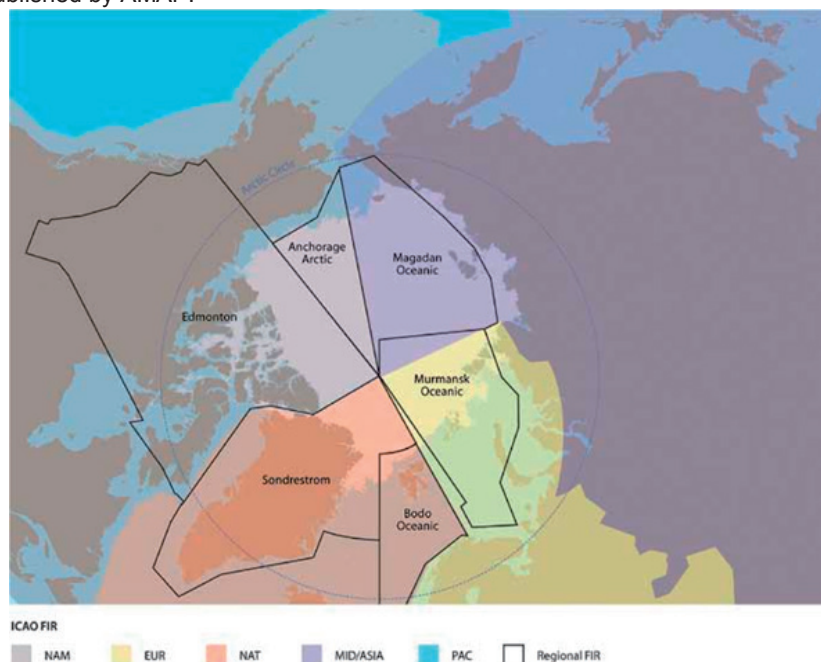 Arctic Circle
Anchorage
Arctic
Magadan
Oceanic
Edmonton
Murmansk
Oceanic
Sondrestrom
Bodo
Oceanic
ICAO FIR
NAM EUR NAT MID/ASIA PAC Regional FIR